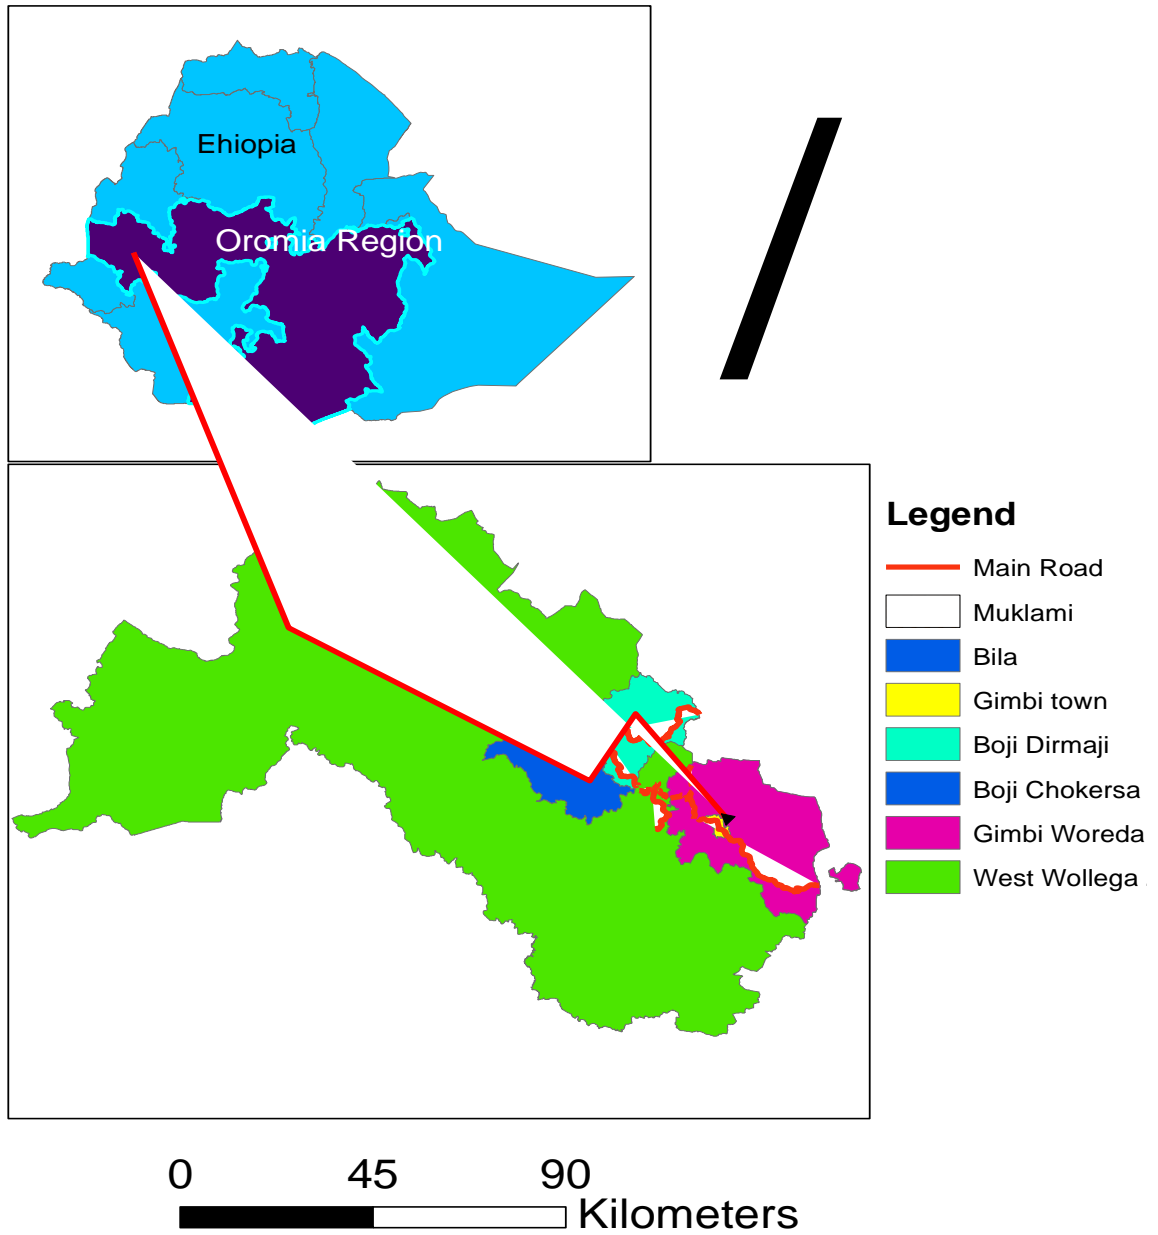 Ehiopia
Oromia Region
Legend
Main Road
Muklami
Bila
Gimbi town
Boji Dirmaji
Boji Chokersa
Gimbi Woreda
West Wollega
0 45 90
Kilometers